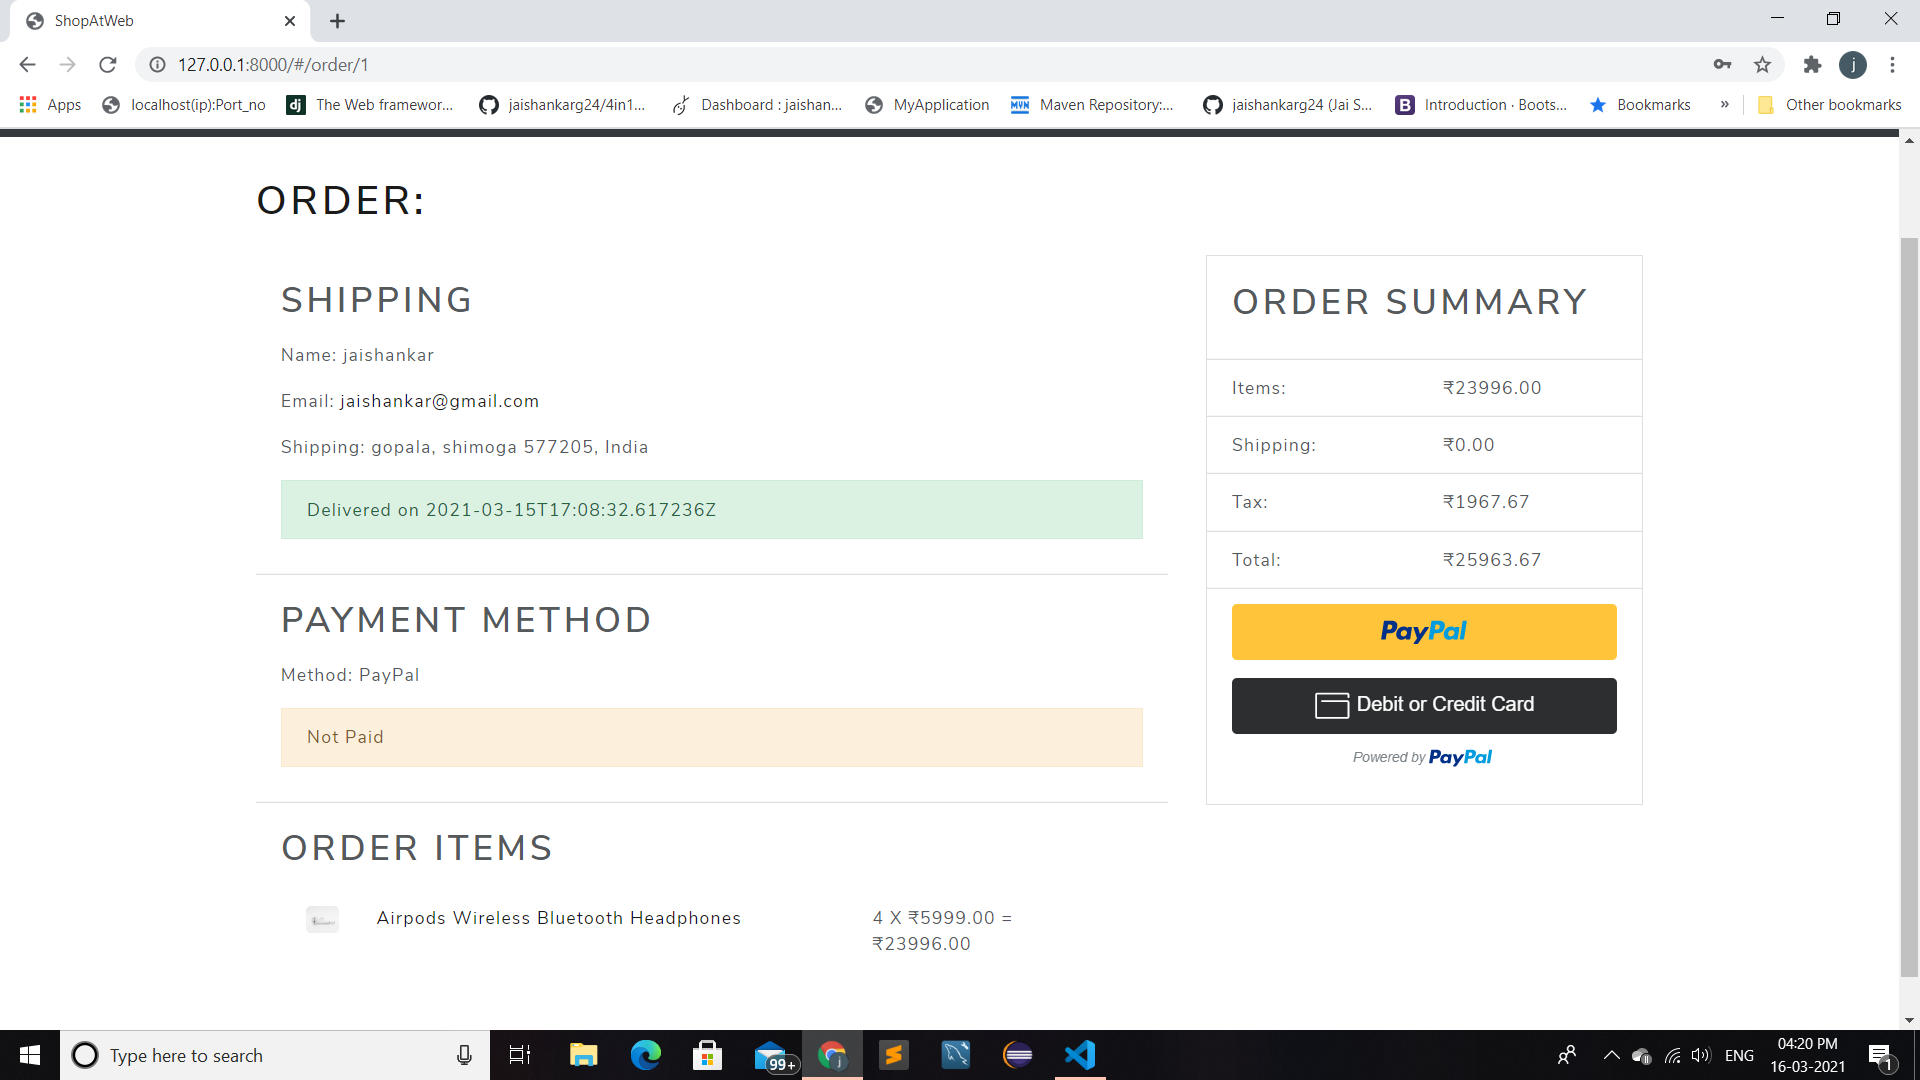 ShopAtWeb
127.0.0.1:8000/#/order/1
j
Apps
localhost(ip):Port_no
dj
The Web framewor...
jaishankarg24/4in1...
Dashboard : jaishan...
MyApplication
MVN
Maven Repository:...
jaishankarg24 (Jai S...
B
Introduction · Boots...
Bookmarks
»
Other bookmarks
ORDER:
SHIPPING
Name: jaishankar
Email: jaishankar@gmail.com
Shipping: gopala, shimoga 577205, India
Delivered on 2021-03-15T17:08:32.617236Z
PAYMENT METHOD
Method: PayPal
Not Paid
ORDER ITEMS
Airpods Wireless Bluetooth Headphones
4 X ₹5999.00 =
₹23996.00
ORDER SUMMARY
Items: ₹23996.00
Shipping: ₹0.00
Tax: ₹1967.67
Total: ₹25963.67
PayPal
Debit or Credit Card
Powered by PayPal
Type here to search
99+
j
ENG
04:20 PM
16-03-2021
1